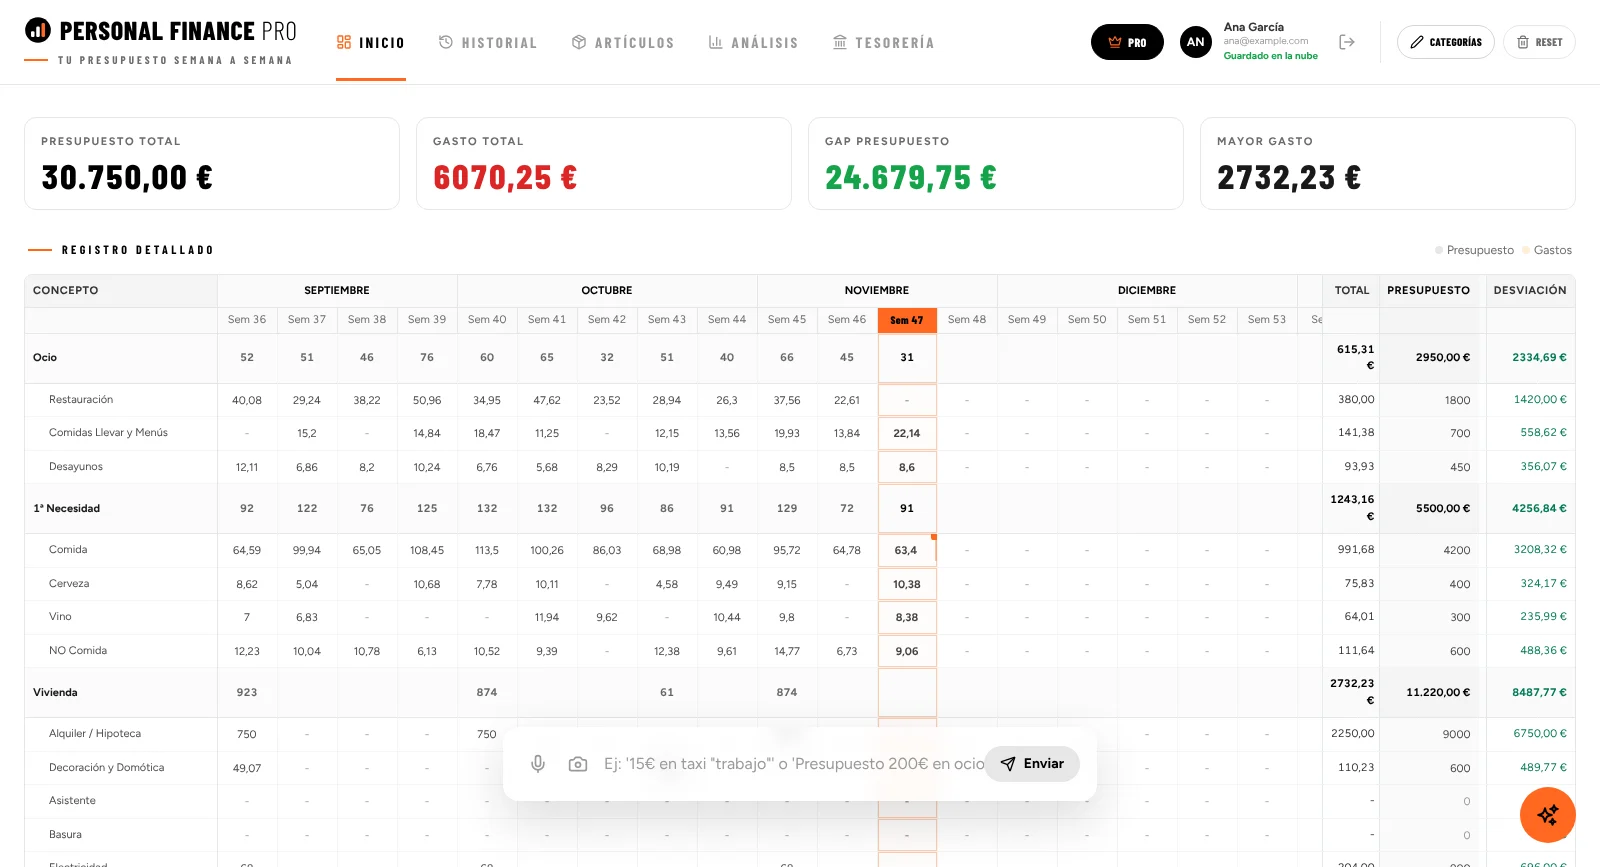 PERSONAL FINANCE PRO
TU PRESUPUESTO SEMANA A SEMANA
INICIO HISTORIAL ARTÍCULOS ANÁLISIS TESORERÍA
PRO
AN
Ana García
ana@example.com
Guardado en la nube
CATEGORÍAS
RESET
PRESUPUESTO TOTAL
30.750,00 €
GASTO TOTAL
6070,25 €
GAP PRESUPUESTO
24.679,75 €
MAYOR GASTO
2732,23 €
REGISTRO DETALLADO
Presupuesto Gastos
CONCEPTO SEPTIEMBRE OCTUBRE NOVIEMBRE DICIEMBRE TOTAL PRESUPUESTO DESVIACIÓN
Sem 36 Sem 37 Sem 38 Sem 39 Sem 40 Sem 41 Sem 42 Sem 43 Sem 44 Sem 45 Sem 46 Sem 47 Sem 48 Sem 49 Sem 50 Sem 51 Sem 52 Sem 53 Se
Ocio 52 51 46 76 60 65 32 51 40 66 45 31 615,31 € 2950,00 € 2334,69 €
Restauración 40,08 29,24 38,22 50,96 34,95 47,62 23,52 28,94 26,3 37,56 22,61 - - - - - - - 380,00 1800 1420,00 €
Comidas Llevar y Menús - 15,2 - 14,84 18,47 11,25 - 12,15 13,56 19,93 13,84 22,14 - - - - - - 141,38 700 558,62 €
Desayunos 12,11 6,86 8,2 10,24 6,76 5,68 8,29 10,19 - 8,5 8,5 8,6 - - - - - - 93,93 450 356,07 €
1ª Necesidad 92 122 76 125 132 132 96 86 91 129 72 91 1243,16 € 5500,00 € 4256,84 €
Comida 64,59 99,94 65,05 108,45 113,5 100,26 86,03 68,98 60,98 95,72 64,78 63,4 - - - - - - 991,68 4200 3208,32 €
Cerveza 8,62 5,04 - 10,68 7,78 10,11 - 4,58 9,49 9,15 - 10,38 - - - - - - 75,83 400 324,17 €
Vino 7 6,83 - - - 11,94 9,62 - 10,44 9,8 - 8,38 - - - - - - 64,01 300 235,99 €
NO Comida 12,23 10,04 10,78 6,13 10,52 9,39 - 12,38 9,61 14,77 6,73 9,06 - - - - - - 111,64 600 488,36 €
Vivienda 923 874 61 874 2732,23 € 11.220,00 € 8487,77 €
Alquiler / Hipoteca 750 - - - 750 - - - - - - 2250,00 9000 6750,00 €
Decoración y Domótica 49,07 - - - - - - - - - 110,23 600 489,77 €
Asistente - - - - - - - - - - - - - - - - - - - 0
Basura - - - - - - - - - - - - - - - - - - - 0
Ej: '15€ en taxi "trabajo"' o 'Presupuesto 200€ en ocio
Enviar